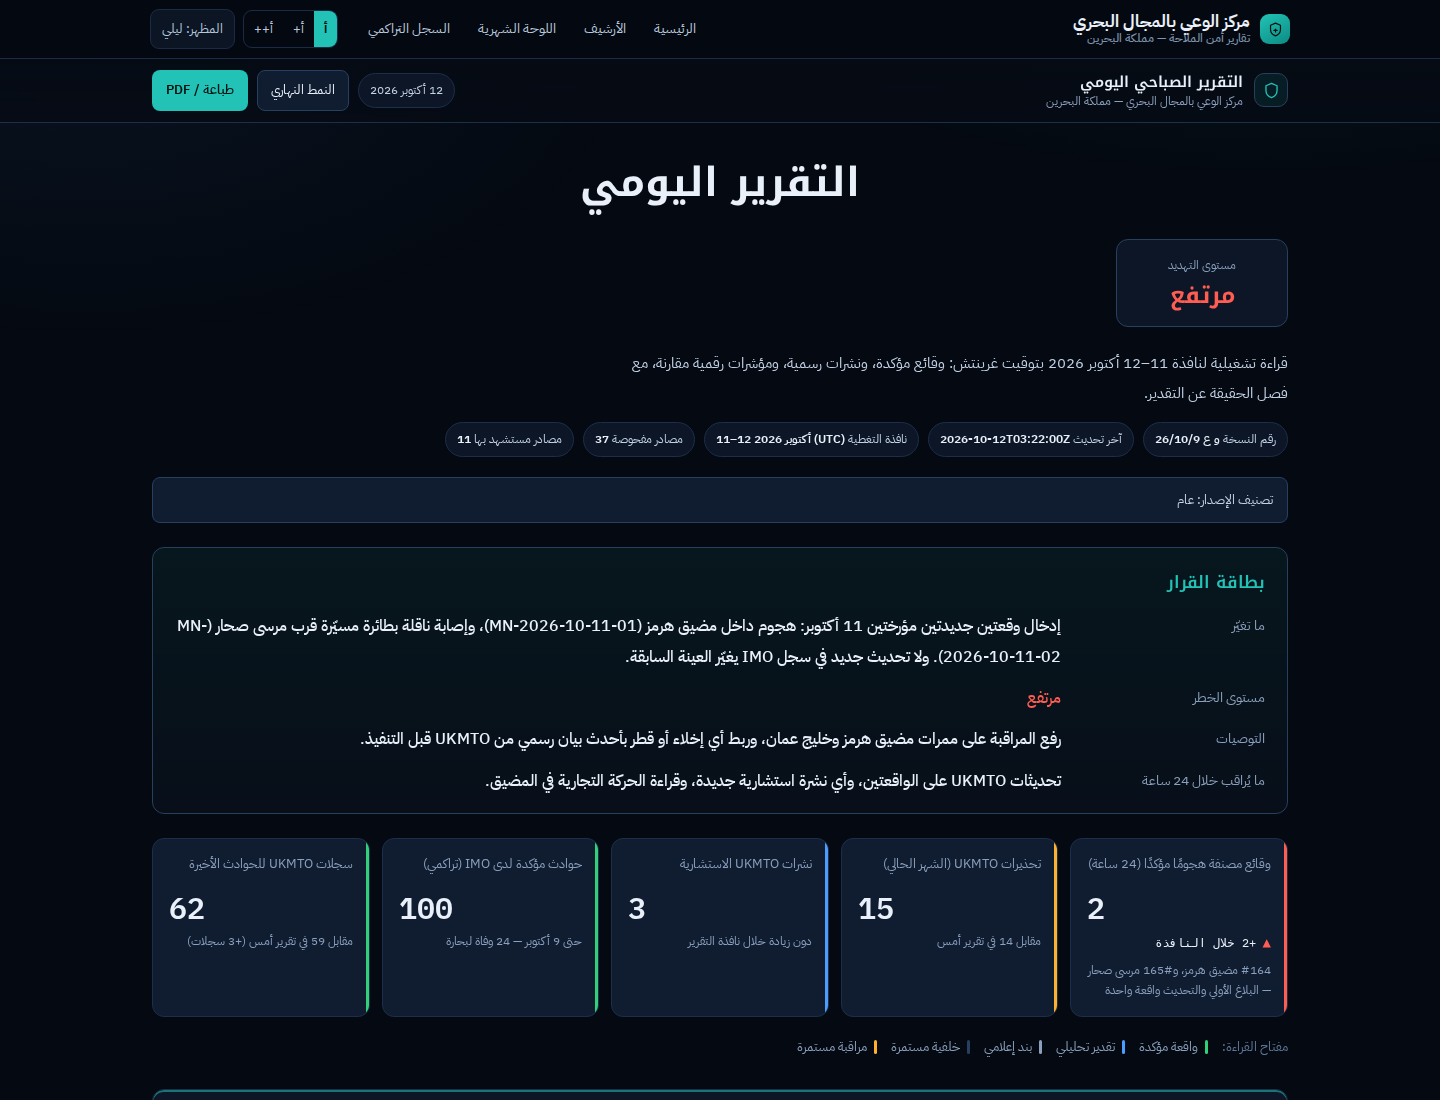 مركز الوعي بالمجال البحري
تقارير أمن الملاحة — مملكة البحرين
الرئيسية
الأرشيف
اللوحة الشهرية
السجل التراكمي
أ
أ+
أ++
المظهر: ليلي
التقرير الصباحي اليومي
مركز الوعي بالمجال البحري — مملكة البحرين
12 أكتوبر 2026
النمط النهاري
طباعة / PDF
التقرير اليومي
مستوى التهديد
مرتفع
قراءة تشغيلية لنافذة 11–12 أكتوبر 2026 بتوقيت غرينتش: وقائع مؤكدة، ونشرات رسمية، ومؤشرات رقمية مقارنة، مع
فصل الحقيقة عن التقدير.
رقم النسخة و ع 26/10/9
آخر تحديث 2026-10-12T03:22:00Z
نافذة التغطية 11–12 أكتوبر 2026 (UTC)
مصادر مفحوصة 37
مصادر مستشهد بها 11
تصنيف الإصدار: عام
بطاقة القرار
ما تغيّر
إدخال وقعتين جديدتين مؤرختين 11 أكتوبر: هجوم داخل مضيق هرمز (MN-2026-10-11-01)، وإصابة ناقلة بطائرة مسيّرة قرب مرسى صحار (MN-
2026-10-11-02). ولا تحديث جديد في سجل IMO يغيّر العينة السابقة.
مستوى الخطر
مرتفع
التوصيات
رفع المراقبة على ممرات مضيق هرمز وخليج عمان، وربط أي إخلاء أو قطر بأحدث بيان رسمي من UKMTO قبل التنفيذ.
ما يُراقب خلال 24 ساعة
تحديثات UKMTO على الواقعتين، وأي نشرة استشارية جديدة، وقراءة الحركة التجارية في المضيق.
وقائع مصنفة هجومًا مؤكدًا (24 ساعة)
2
▲ +2 خلال النافذة
#164 مضيق هرمز، و#165 مرسى صحار
— البلاغ الأولي والتحديث واقعة واحدة
تحذيرات UKMTO (الشهر الحالي)
15
مقابل 14 في تقرير أمس
نشرات UKMTO الاستشارية
3
دون زيادة خلال نافذة التقرير
حوادث مؤكدة لدى IMO (تراكمي)
100
حتى 9 أكتوبر — 24 وفاة لبحارة
سجلات UKMTO للحوادث الأخيرة
62
مقابل 59 في تقرير أمس (+3 سجلات)
مفتاح القراءة:
واقعة مؤكدة
تقدير تحليلي
بند إعلامي
خلفية مستمرة
مراقبة مستمرة